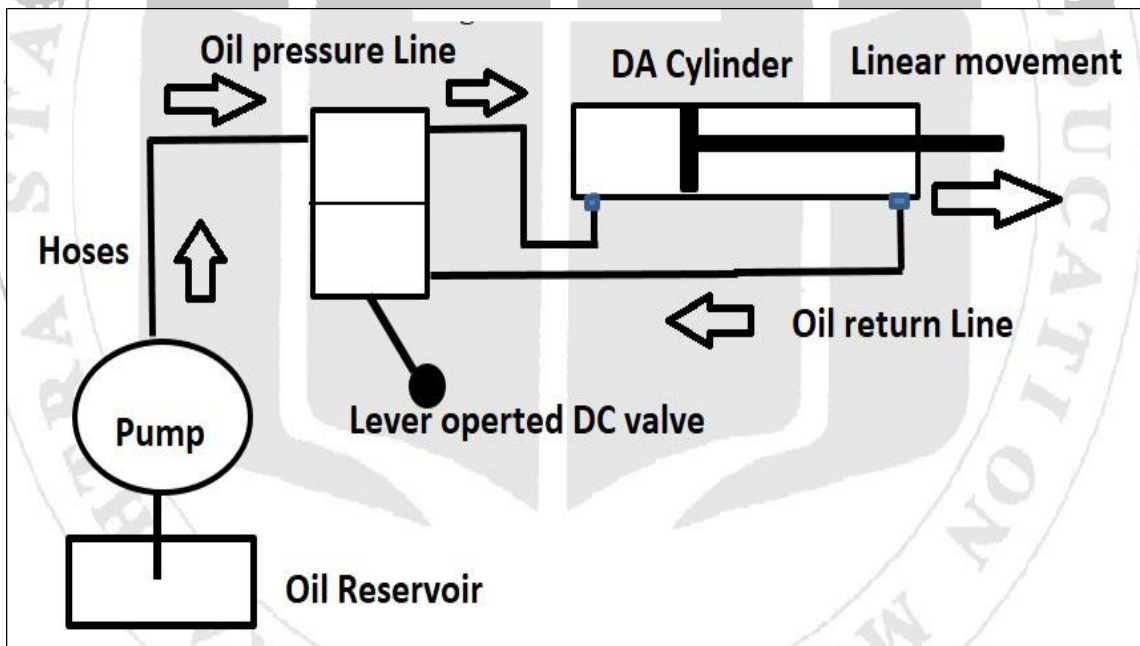 Oil pressure Line
DA Cylinder
Linear movement
Hoses
Oil return Line
Lever operted DC valve
Pump
Oil Reservoir